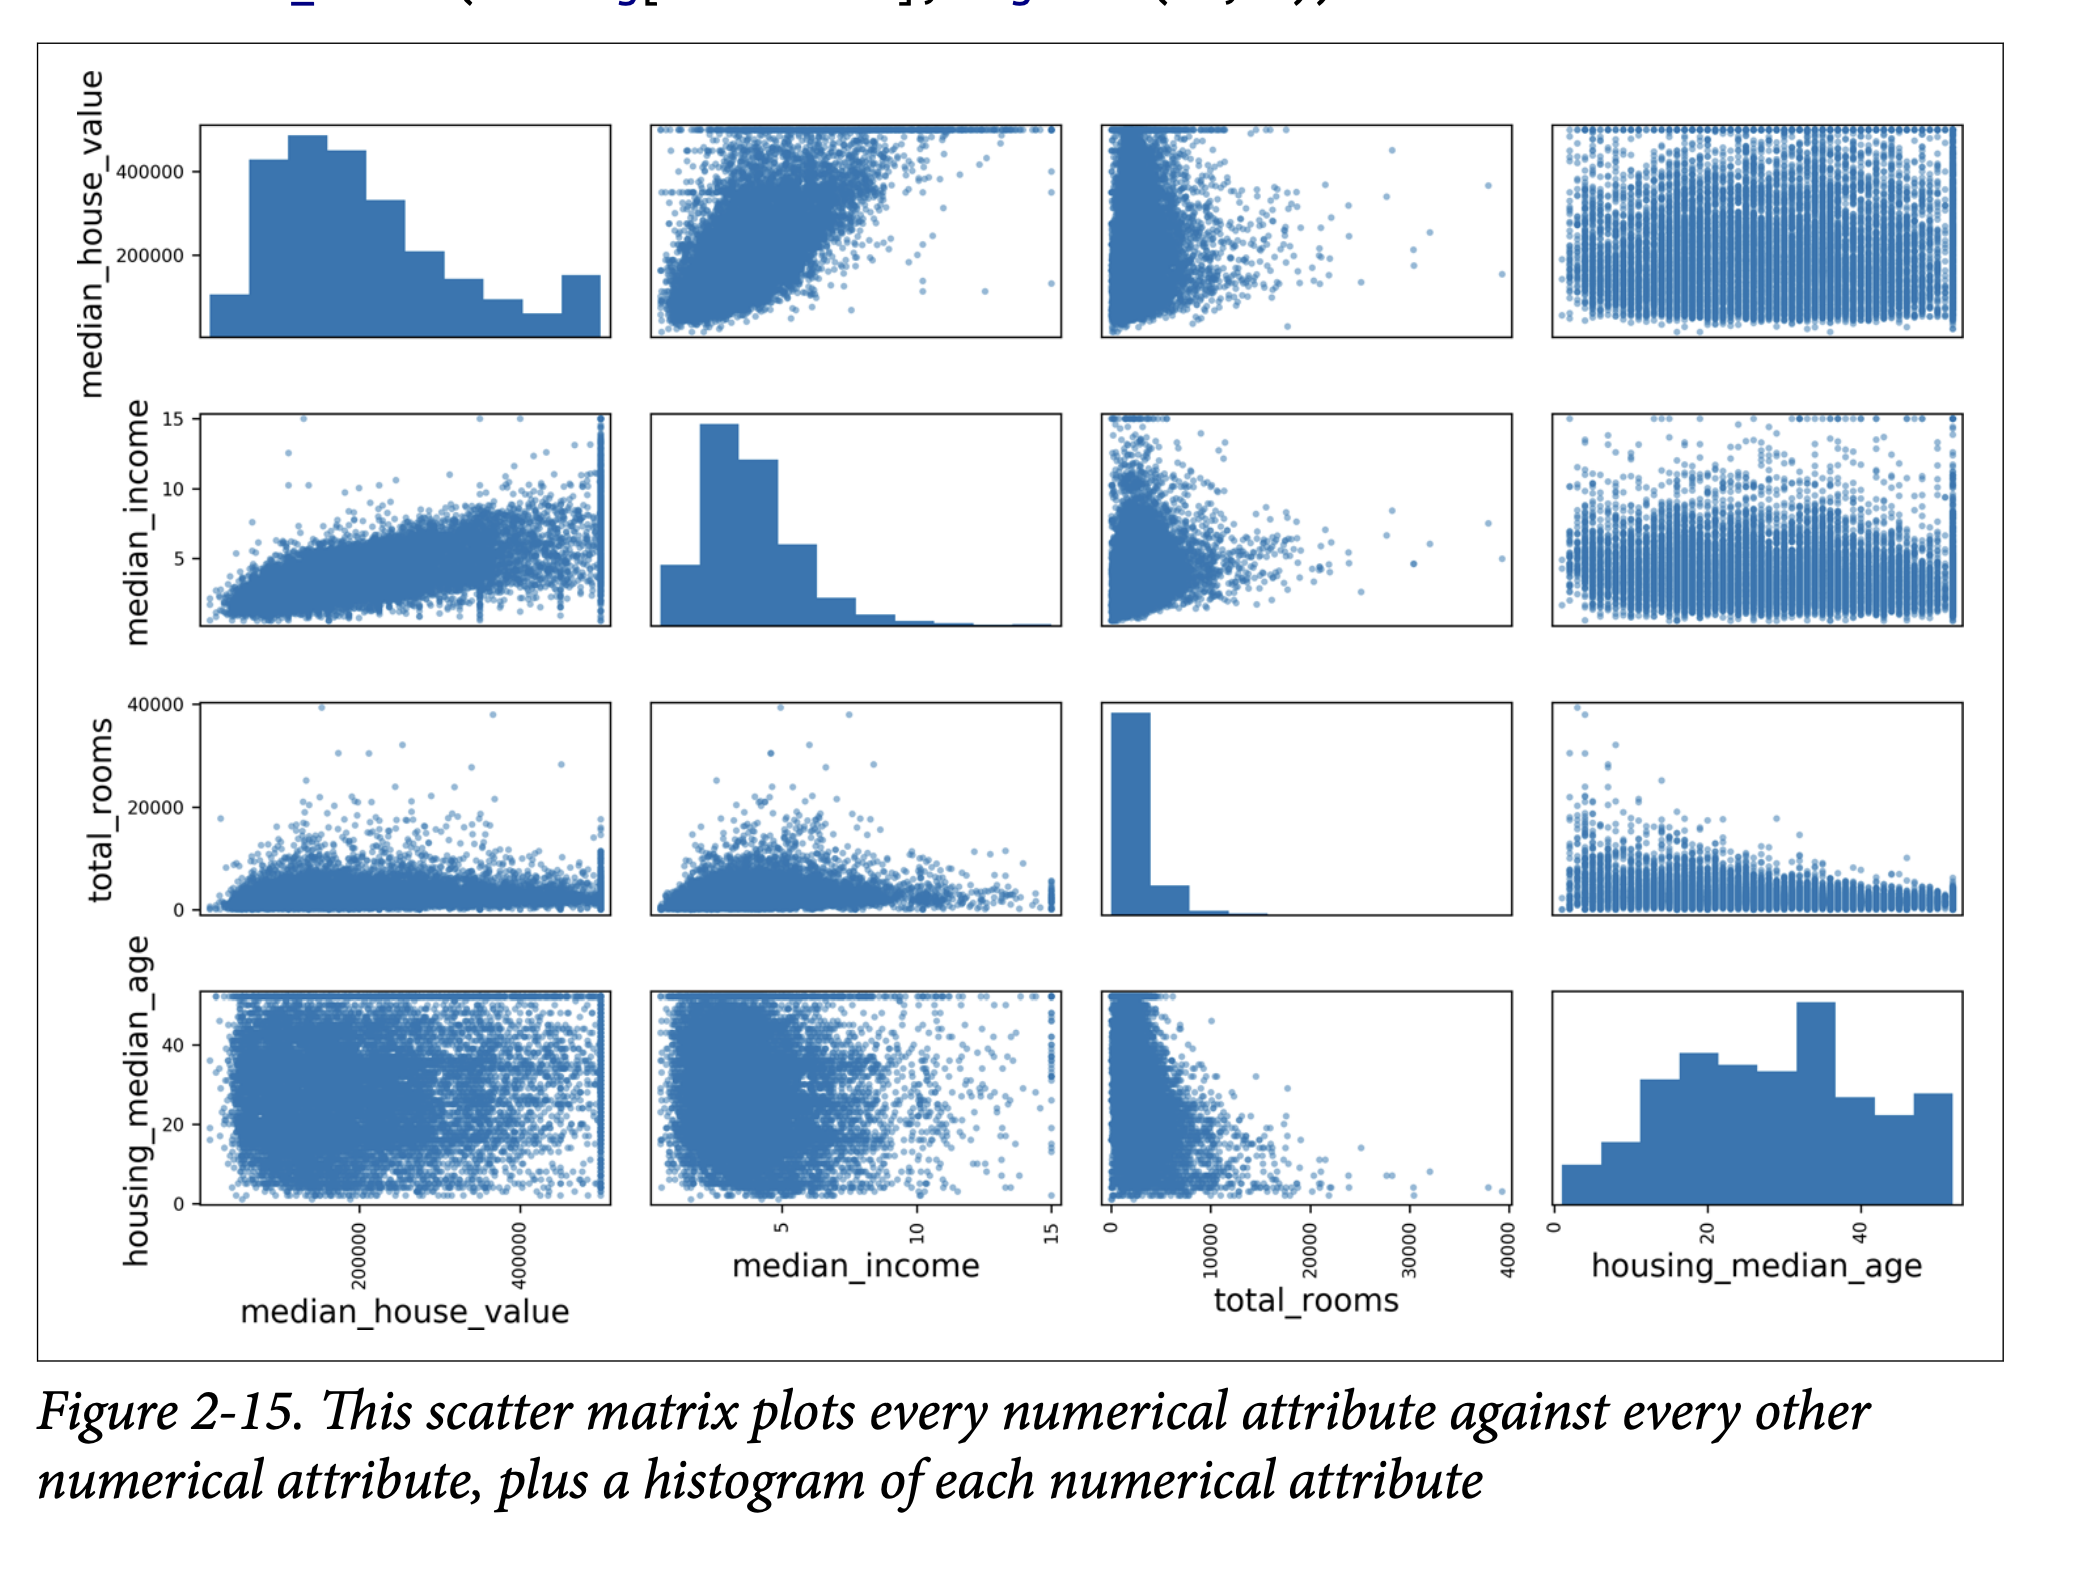 median_house_value
400000
200000
median_income
15
10
5
total_rooms
40000
20000
0
housing_median_age
40
20
0
200000
400000
5
10
15
0
10000
20000
30000
40000
0
20
40
median_house_value
median_income
total_rooms
housing_median_age
Figure 2-15. This scatter matrix plots every numerical attribute against every other
numerical attribute, plus a histogram of each numerical attribute